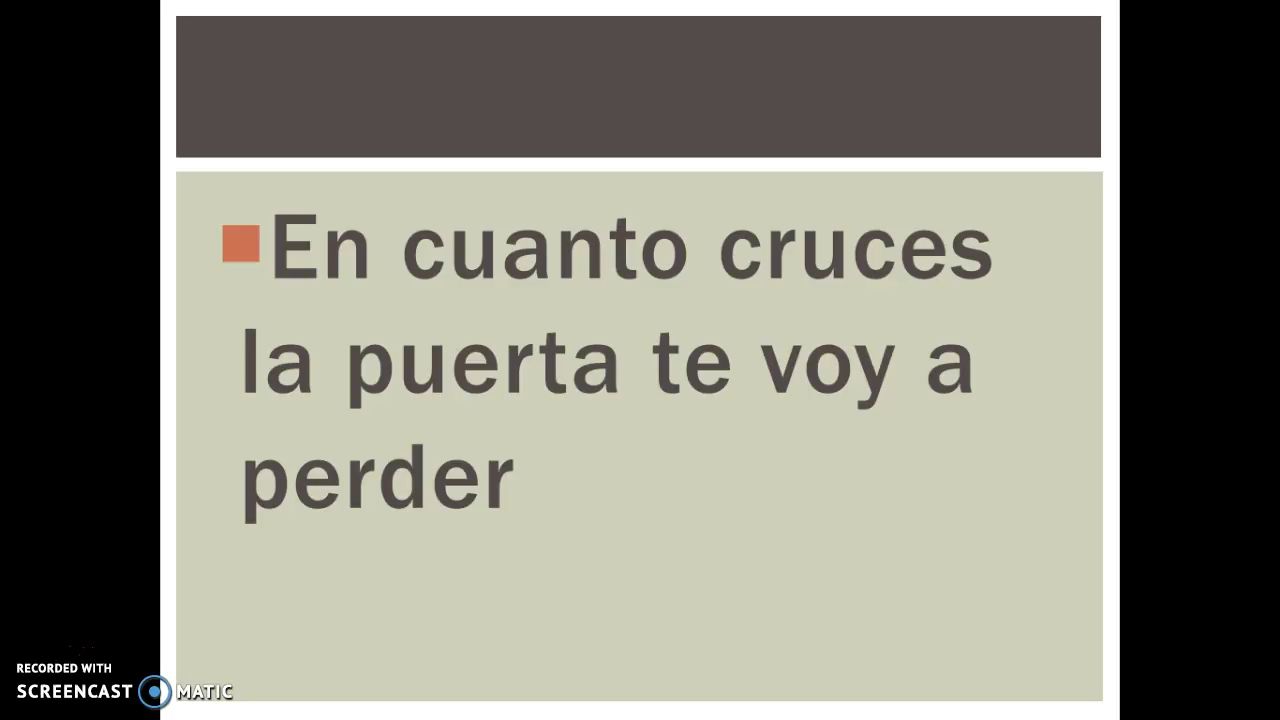 En cuanto cruces
la puerta te voy a
perder
RECORDED WITH
SCREENCAST MATIC